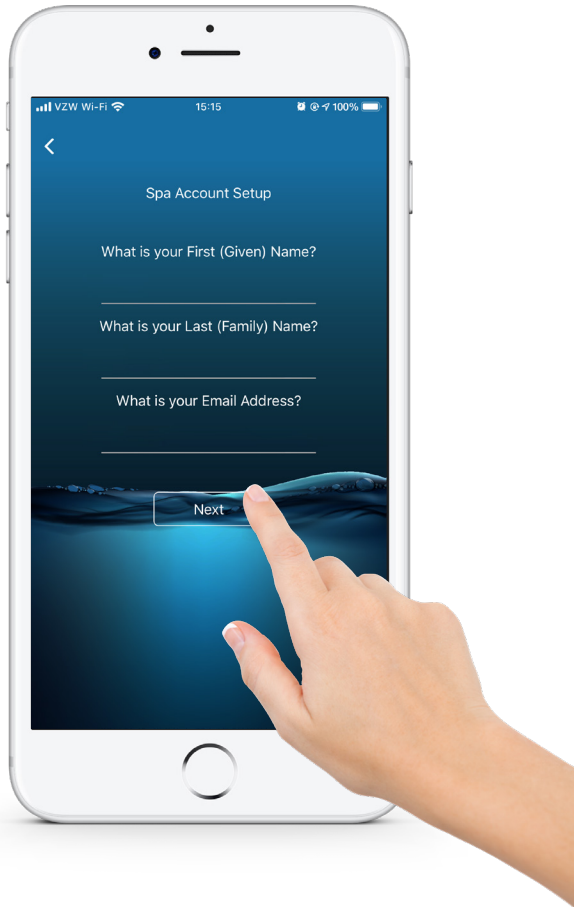 VZW Wi-Fi 15:15 100%
Spa Account Setup
What is your First (Given) Name?
What is your Last (Family) Name?
What is your Email Address?
Next